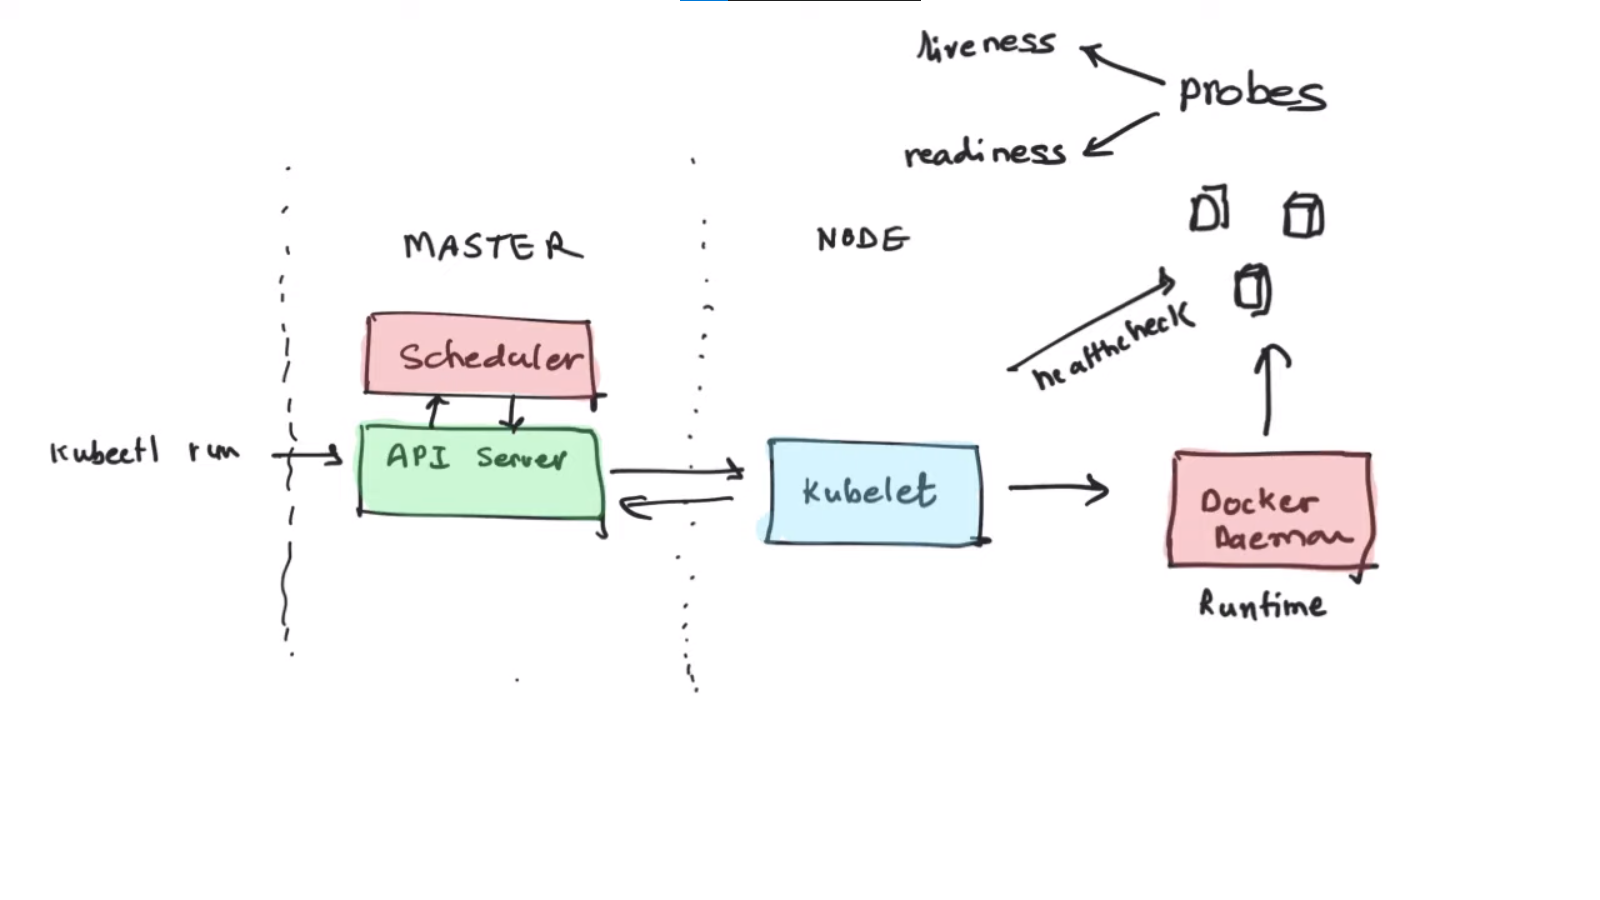 liveness
probes
readiness
MASTER
NODE
Scheduler
healthcheck
kubectl run
API Server
Kubelet
Docker
Daemon
Runtime